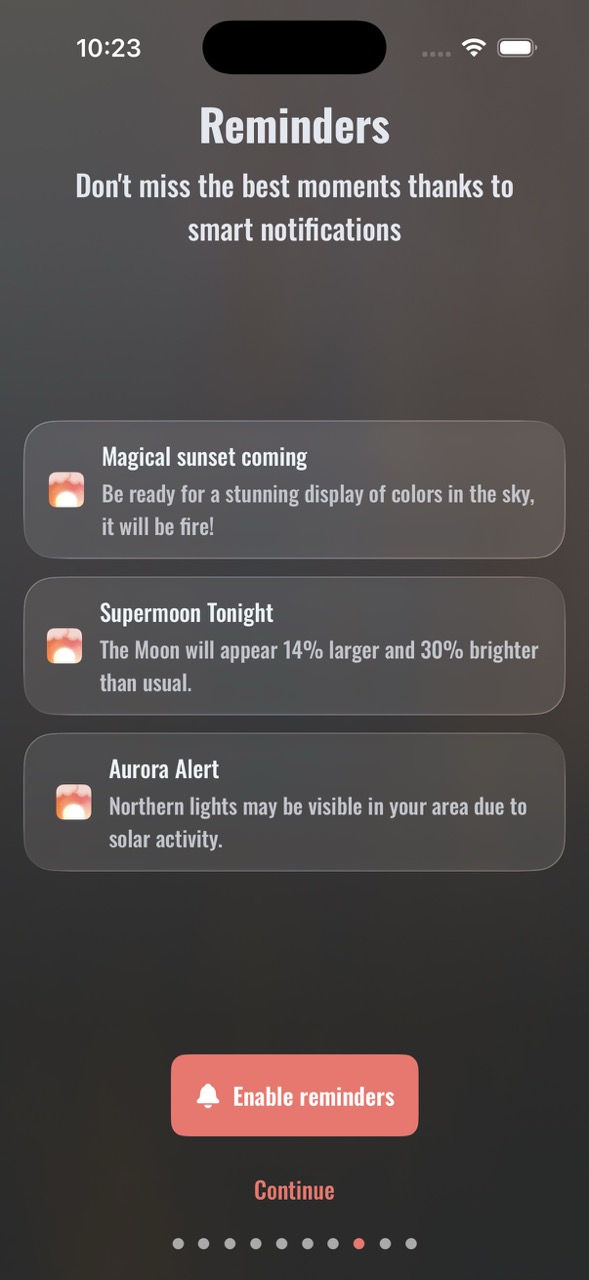 10:23
Reminders
Don't miss the best moments thanks to
smart notifications
Magical sunset coming
Be ready for a stunning display of colors in the sky,
it will be fire!
Supermoon Tonight
The Moon will appear 14% larger and 30% brighter
than usual.
Aurora Alert
Northern lights may be visible in your area due to
solar activity.
Enable reminders
Continue